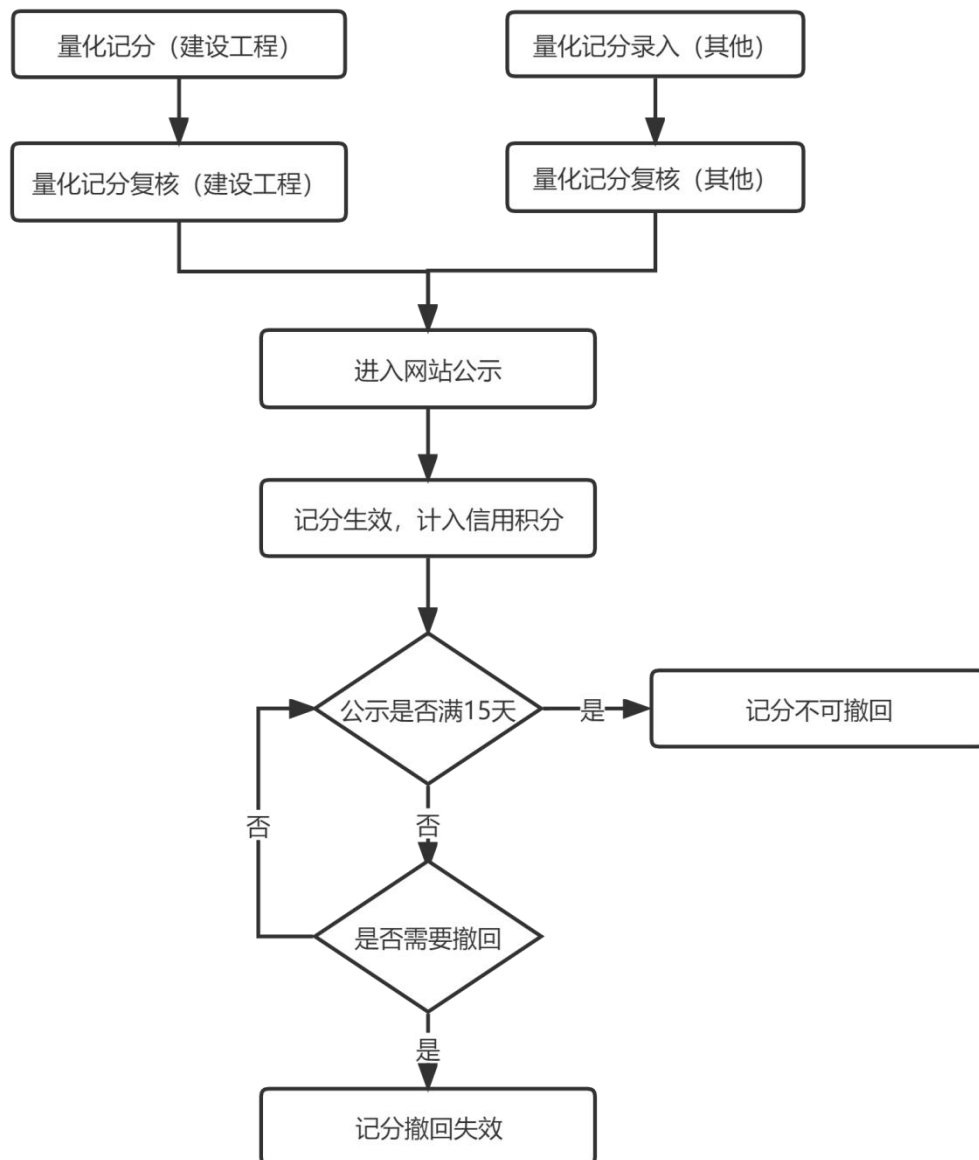 量化记分（建设工程）
量化记分录入（其他）
量化记分复核（建设工程）
量化记分复核（其他）
进入网站公示
记分生效，计入信用积分
公示是否满15天
是
记分不可撤回
否
否
是否需要撤回
是
记分撤回失效